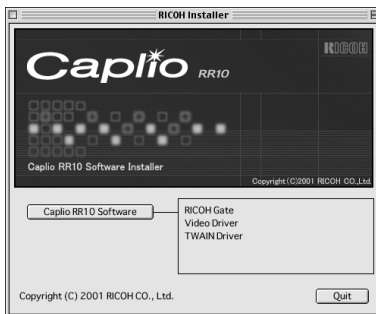 RICOH Installer
RICOH
Caplio RR10
Caplio RR10 Software Installer
Copyright(C)2001 RICOH CO.,Ltd.
Caplio RR10 Software
RICOH Gate
Video Driver
TWAIN Driver
Copyright (C) 2001 RICOH CO., Ltd.
Quit